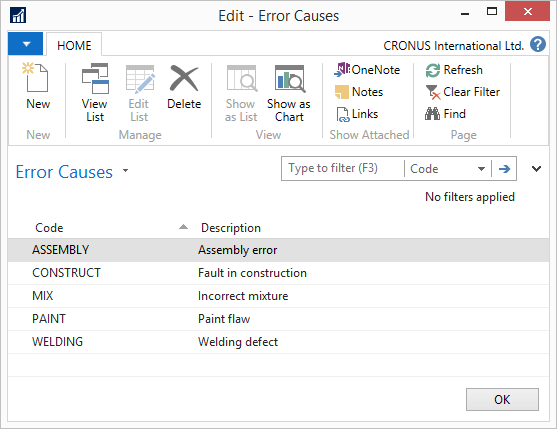 Edit - Error Causes
HOME
CRONUS International Ltd.
New
View List
Edit List
Delete
Show as List
Show as Chart
OneNote
Notes
Links
Refresh
Clear Filter
Find
New
Manage
View
Show Attached
Page
Error Causes
Type to filter (F3)
Code
No filters applied
Code Description
ASSEMBLY Assembly error
CONSTRUCT Fault in construction
MIX Incorrect mixture
PAINT Paint flaw
WELDING Welding defect
OK